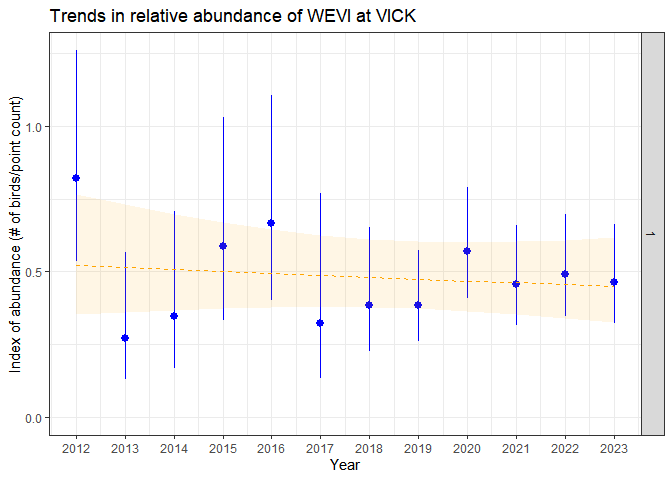 Trends in relative abundance of WEVI at VICK
Index of abundance (# of birds/point count)
1.0
0.5
0.0
1
2012 2013 2014 2015 2016 2017 2018 2019 2020 2021 2022 2023
Year